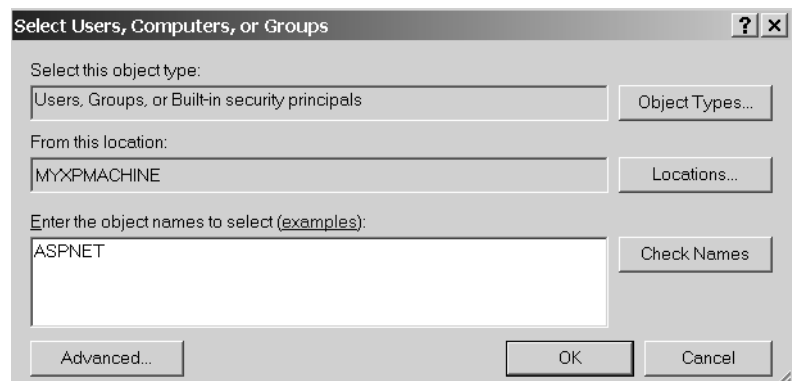 Select Users, Computers, or Groups
? ×
Select this object type:
Users, Groups, or Built-in security principals
Object Types...
From this location:
MYXPMACHINE
Locations...
Enter the object names to select (examples):
ASPNET
Check Names
Advanced...
OK
Cancel